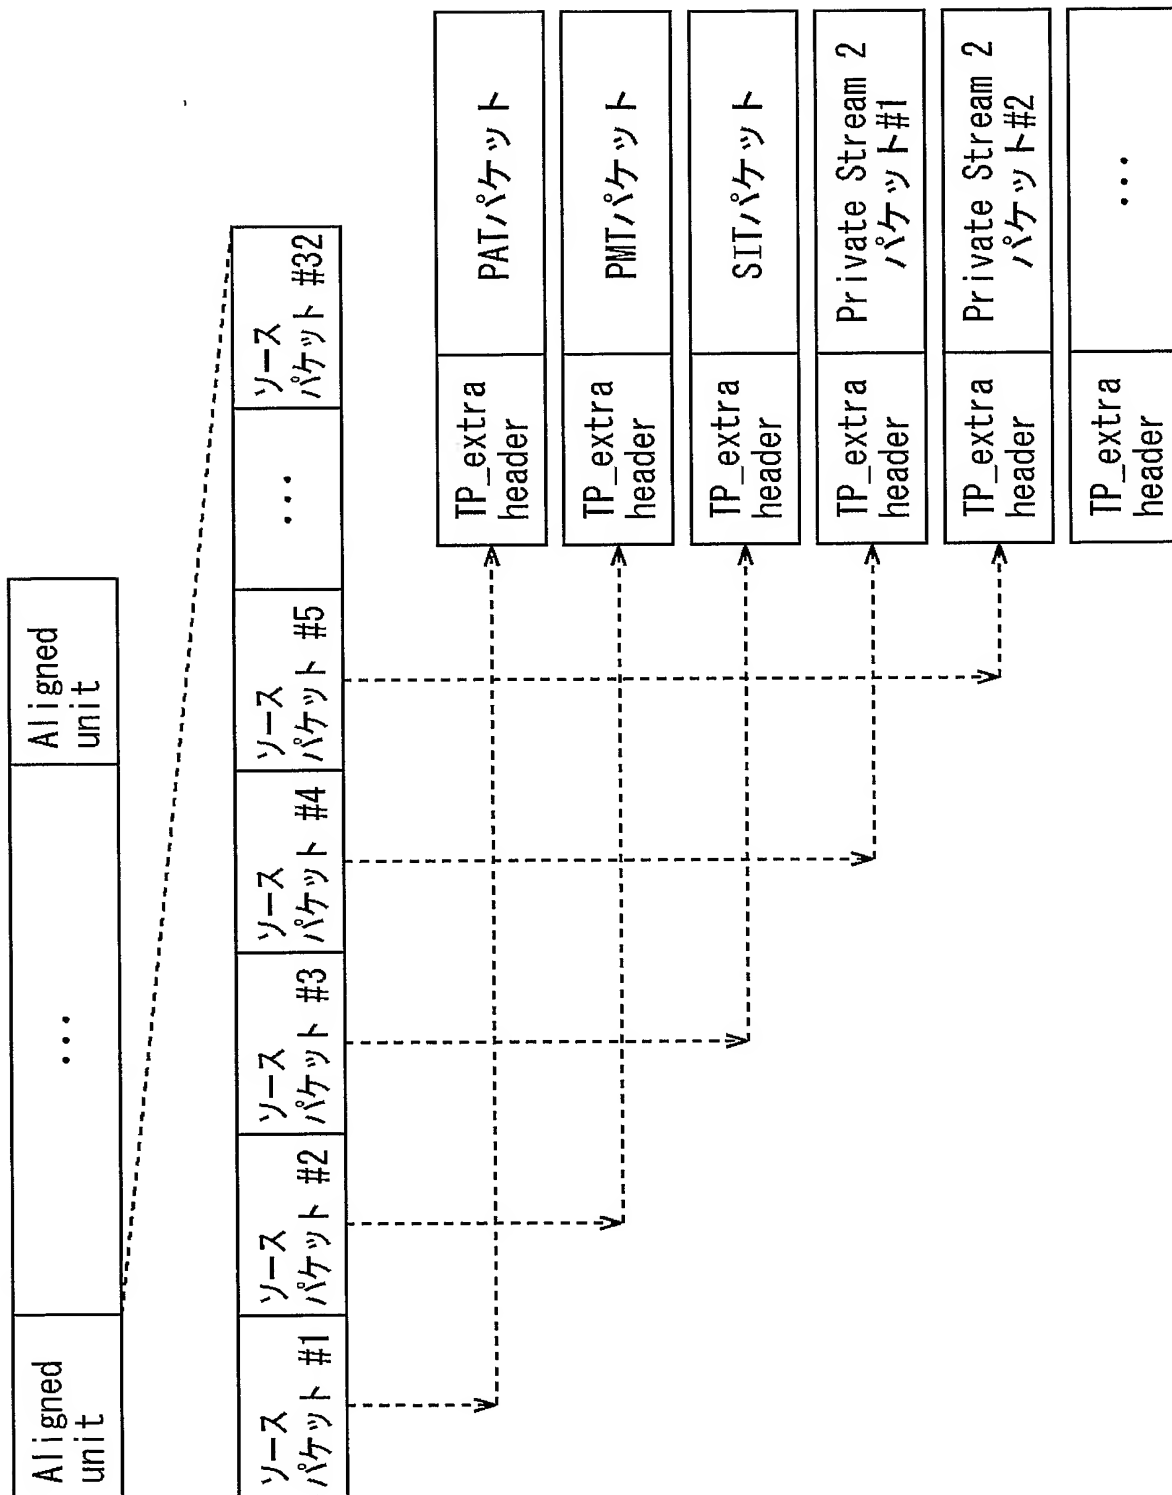 Aligned
unit
...
Aligned
unit
ソース
パケット #1
ソース
パケット #2
ソース
パケット #3
ソース
パケット #4
ソース
パケット #5
...
ソース
パケット #32
TP_extra
header
PATパケット
TP_extra
header
PMTパケット
TP_extra
header
SITパケット
TP_extra
header
Private Stream 2
パケット#1
TP_extra
header
Private Stream 2
パケット#2
TP_extra
header
...